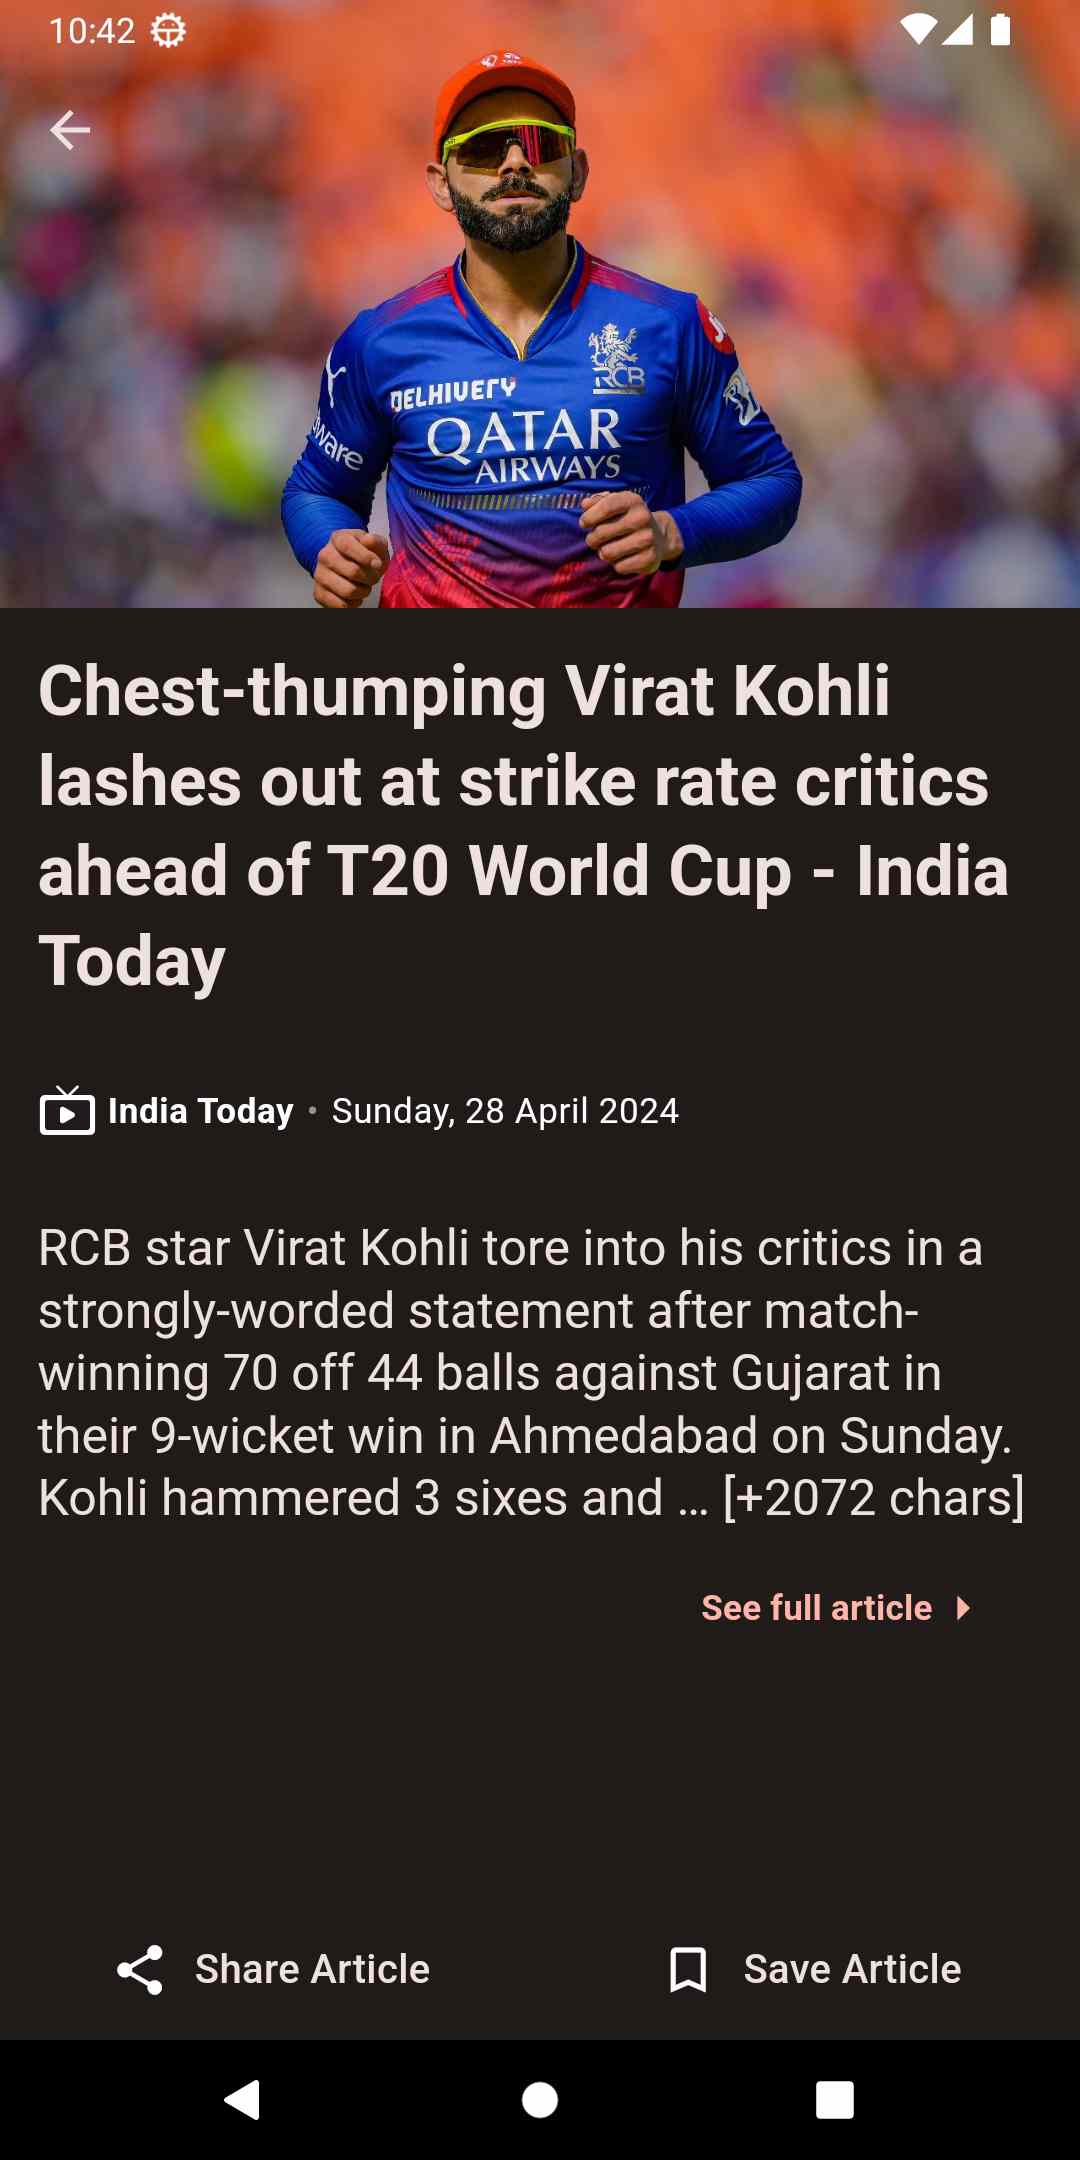 10:42
DELHIVERY
RCB
QATAR
AIRWAYS
Chest-thumping Virat Kohli
lashes out at strike rate critics
ahead of T20 World Cup - India
Today
India Today • Sunday, 28 April 2024
RCB star Virat Kohli tore into his critics in a
strongly-worded statement after match-
winning 70 off 44 balls against Gujarat in
their 9-wicket win in Ahmedabad on Sunday.
Kohli hammered 3 sixes and … [+2072 chars]
See full article
Share Article
Save Article